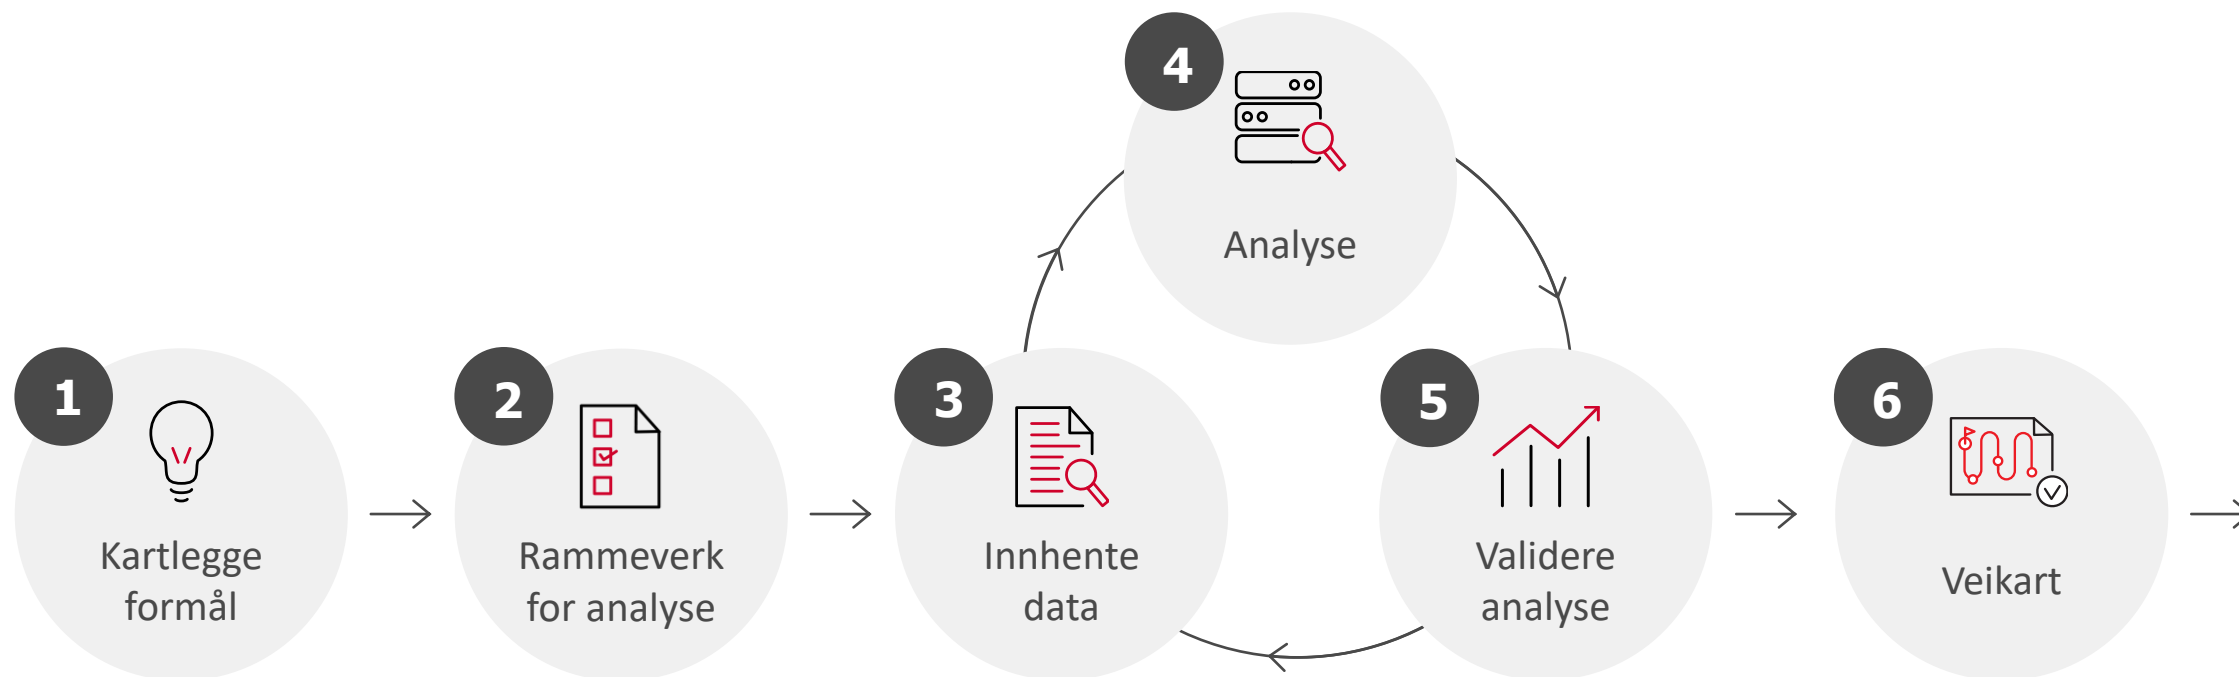 1
Kartlegge
formål
2
Rammeverk
for analyse
3
Innhente
data
4
Analyse
5
Validere
analyse
6
Veikart